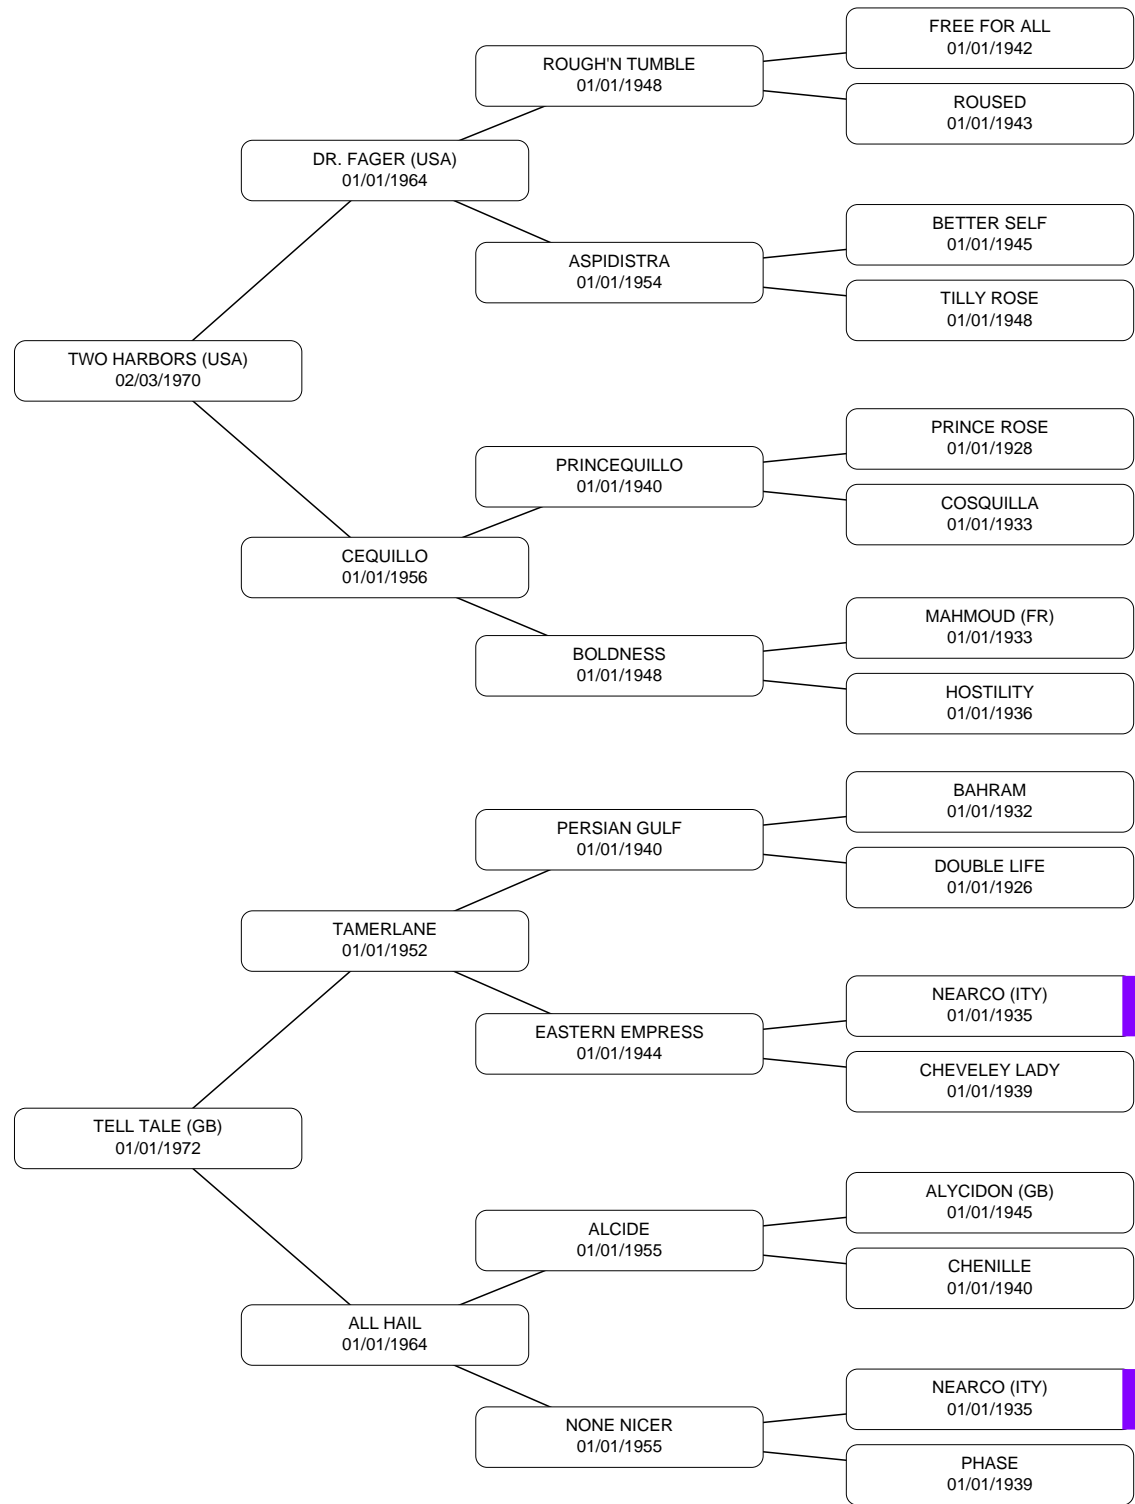 FREE FOR ALL
01/01/1942
ROUGH'N TUMBLE
01/01/1948
ROUSED
01/01/1943
DR. FAGER (USA)
01/01/1964
BETTER SELF
01/01/1945
ASPIDISTRA
01/01/1954
TILLY ROSE
01/01/1948
TWO HARBORS (USA)
02/03/1970
PRINCE ROSE
01/01/1928
PRINCEQUILLO
01/01/1940
COSQUILLA
01/01/1933
CEQUILLO
01/01/1956
MAHMOUD (FR)
01/01/1933
BOLDNESS
01/01/1948
HOSTILITY
01/01/1936
BAHRAM
01/01/1932
PERSIAN GULF
01/01/1940
DOUBLE LIFE
01/01/1926
TAMERLANE
01/01/1952
NEARCO (ITY)
01/01/1935
EASTERN EMPRESS
01/01/1944
CHEVELEY LADY
01/01/1939
TELL TALE (GB)
01/01/1972
ALYCIDON (GB)
01/01/1945
ALCIDE
01/01/1955
CHENILLE
01/01/1940
ALL HAIL
01/01/1964
NEARCO (ITY)
01/01/1935
NONE NICER
01/01/1955
PHASE
01/01/1939